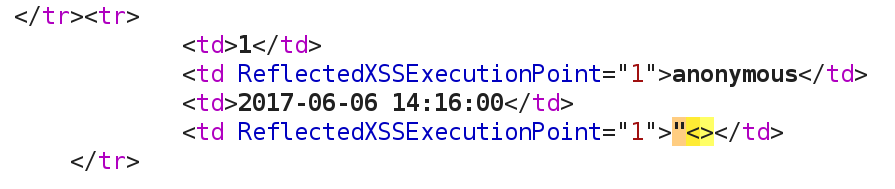 </tr><tr>
<td>1</td>
<td ReflectedXSSExecutionPoint="1">anonymous</td>
<td>2017-06-06 14:16:00</td>
<td ReflectedXSSExecutionPoint="1">"<></td>
</tr>